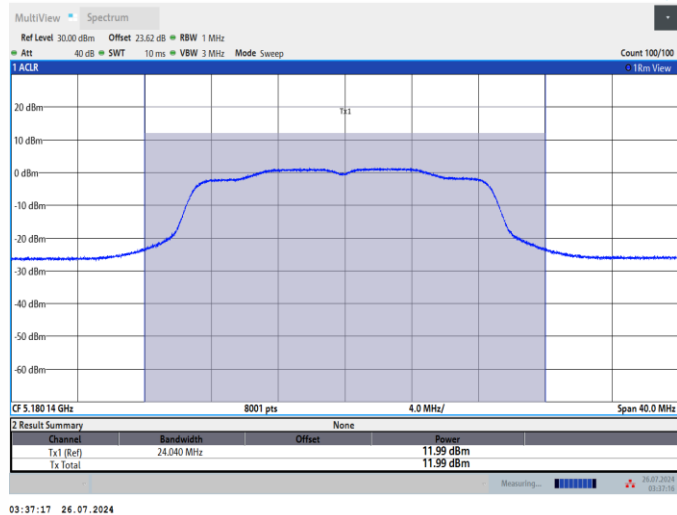 MultiView Spectrum
Ref Level 30.00 dBm Offset 23.62 dB RBW 1 MHz
Att 40 dB SWT 10 ms VBW 3 MHz Mode Sweep Count 100/100
1 ACLR 1Rm View
Tx1
20 dBm
10 dBm
0 dBm
-10 dBm
-20 dBm
-30 dBm
-40 dBm
-50 dBm
-60 dBm
CF 5.180 14 GHz 8001 pts 4.0 MHz/ Span 40.0 MHz
2 Result Summary None
Channel Bandwidth Offset Power
Tx1 (Ref) 24.040 MHz 11.99 dBm
Tx Total 11.99 dBm
Measuring... 26.07.2024
03:37:16
03:37:17 26.07.2024